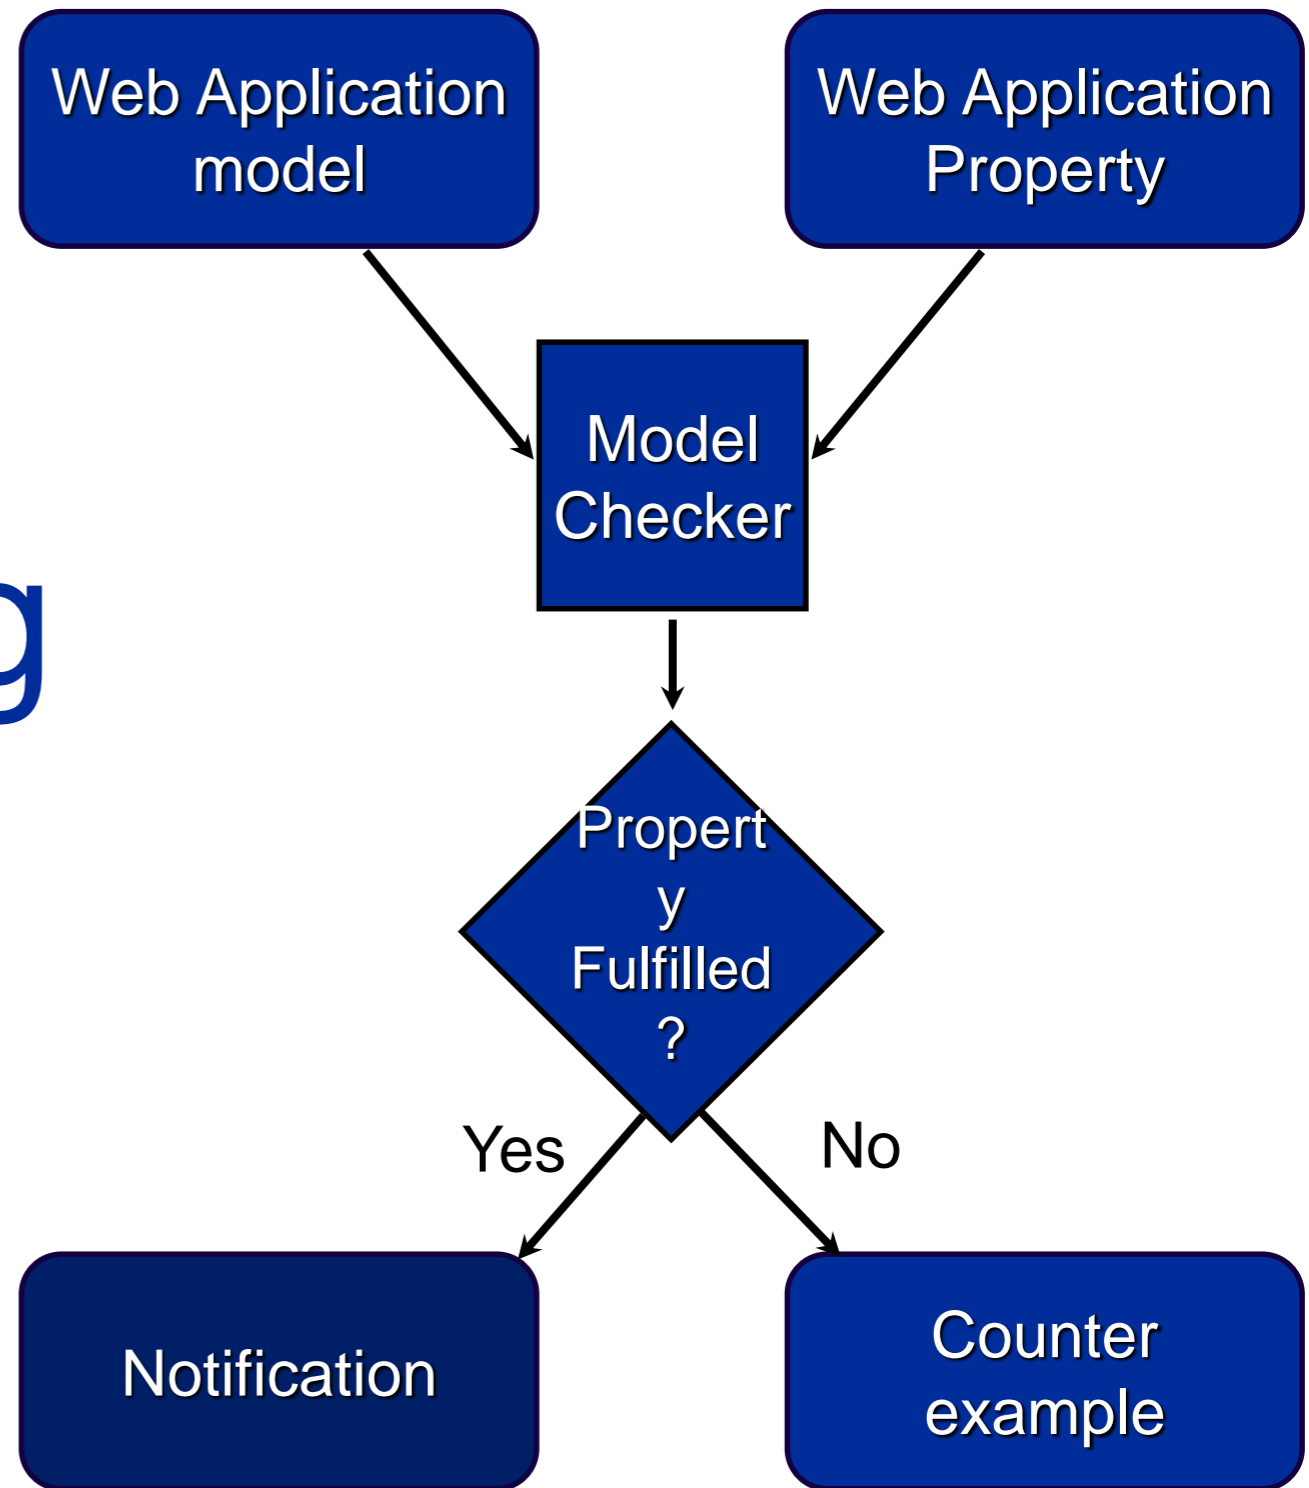 Web Application
model
Web Application
Property
Model
Checker
g
Propert
y
Fulfilled
?
Yes
No
Notification
Counter
example